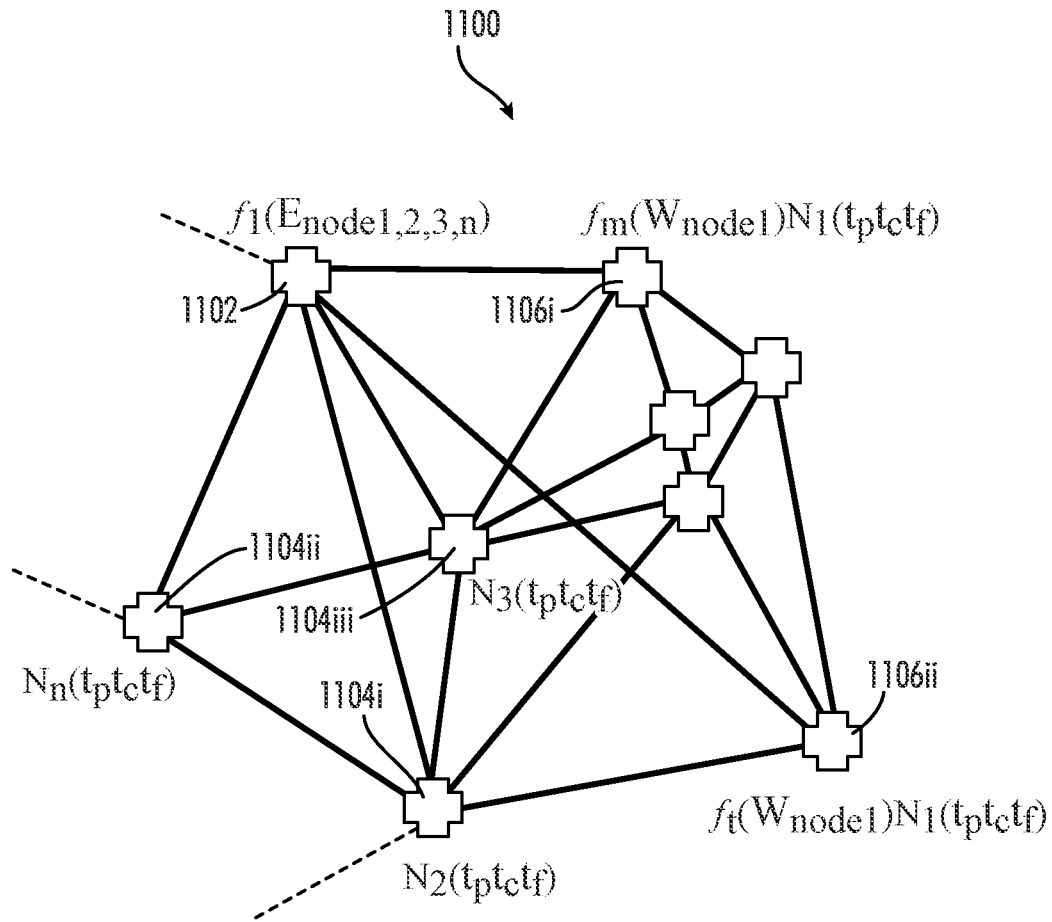 1100
f1(Enode1,2,3,n)
fm(Wnode1)N1(tptctf)
1102
1106i
1104ii
1104iii
N3(tptctf)
Nn(tptctf)
1104i
1106ii
ft(Wnode1)N1(tptctf)
N2(tptctf)